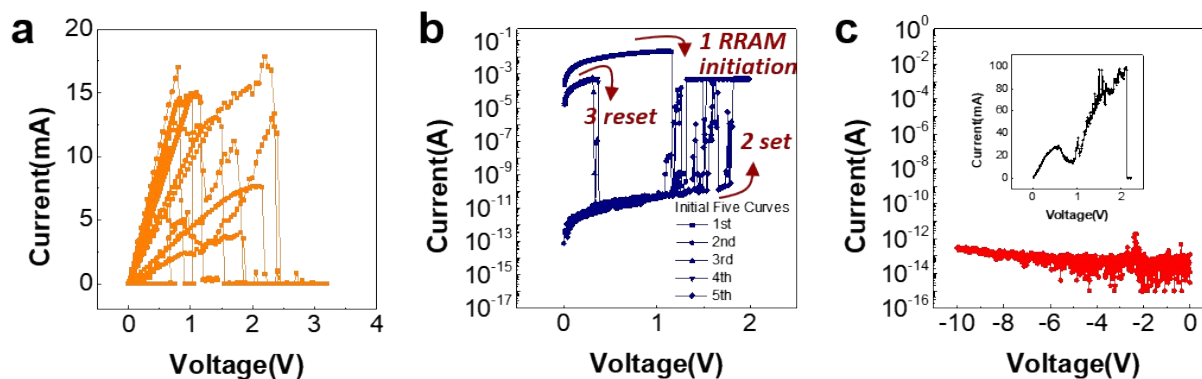 a
20
15
10
5
0
0
1
2
3
4
Current(mA)
Voltage(V)
b
10^-1
10^-3
10^-5
10^-7
10^-9
10^-11
10^-13
10^-15
10^-17
0
1
2
Current(A)
Voltage(V)
1 RRAM
initiation
3 reset
2 set
Initial Five Curves
1st
2nd
3rd
4th
5th
c
10^0
10^-2
10^-4
10^-6
10^-8
10^-10
10^-12
10^-14
10^-16
-10
-8
-6
-4
-2
0
Current(A)
Voltage(V)
100
80
60
40
20
0
0
1
2
Current(mA)
Voltage(V)